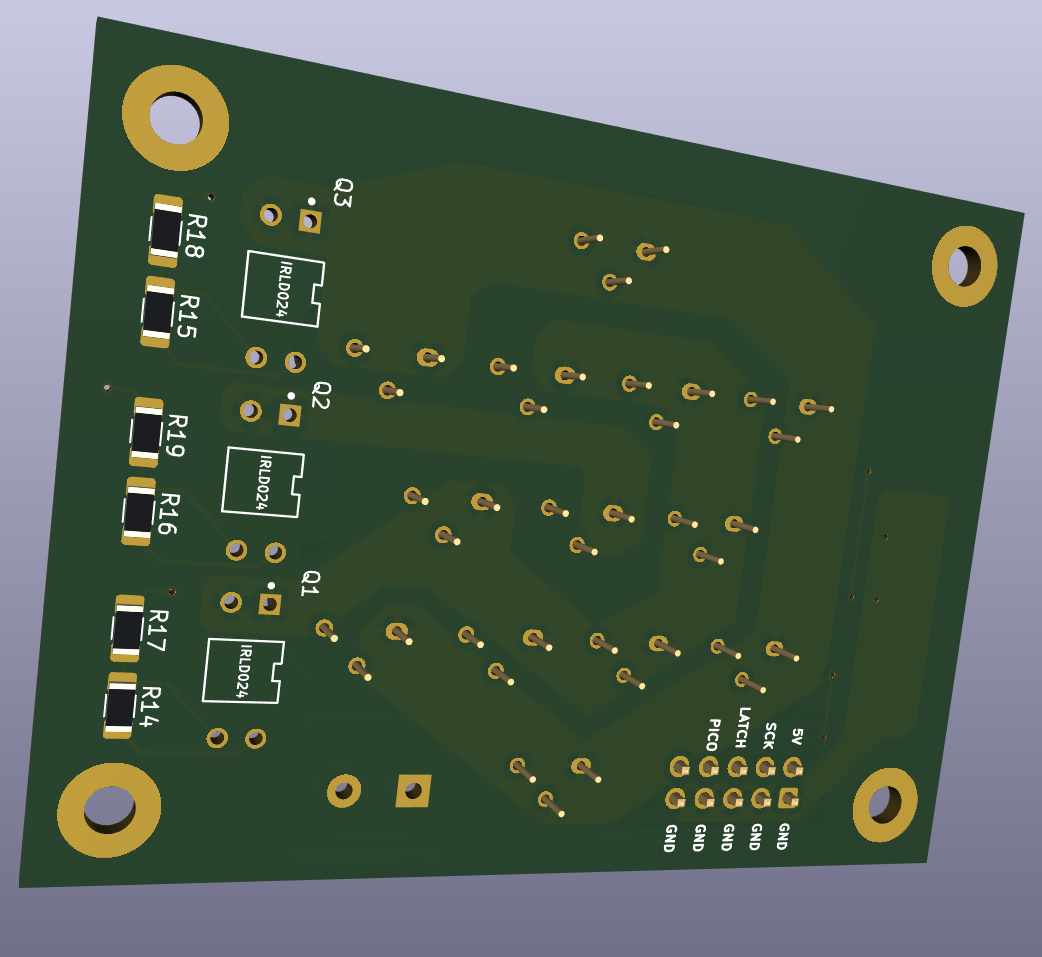 Q3
R18
IRLD024
R15
Q2
R19
IRLD024
R16
Q1
R17
IRLD024
R14
PICO
LATCH
SCK
5V
GND
GND
GND
GND
GND